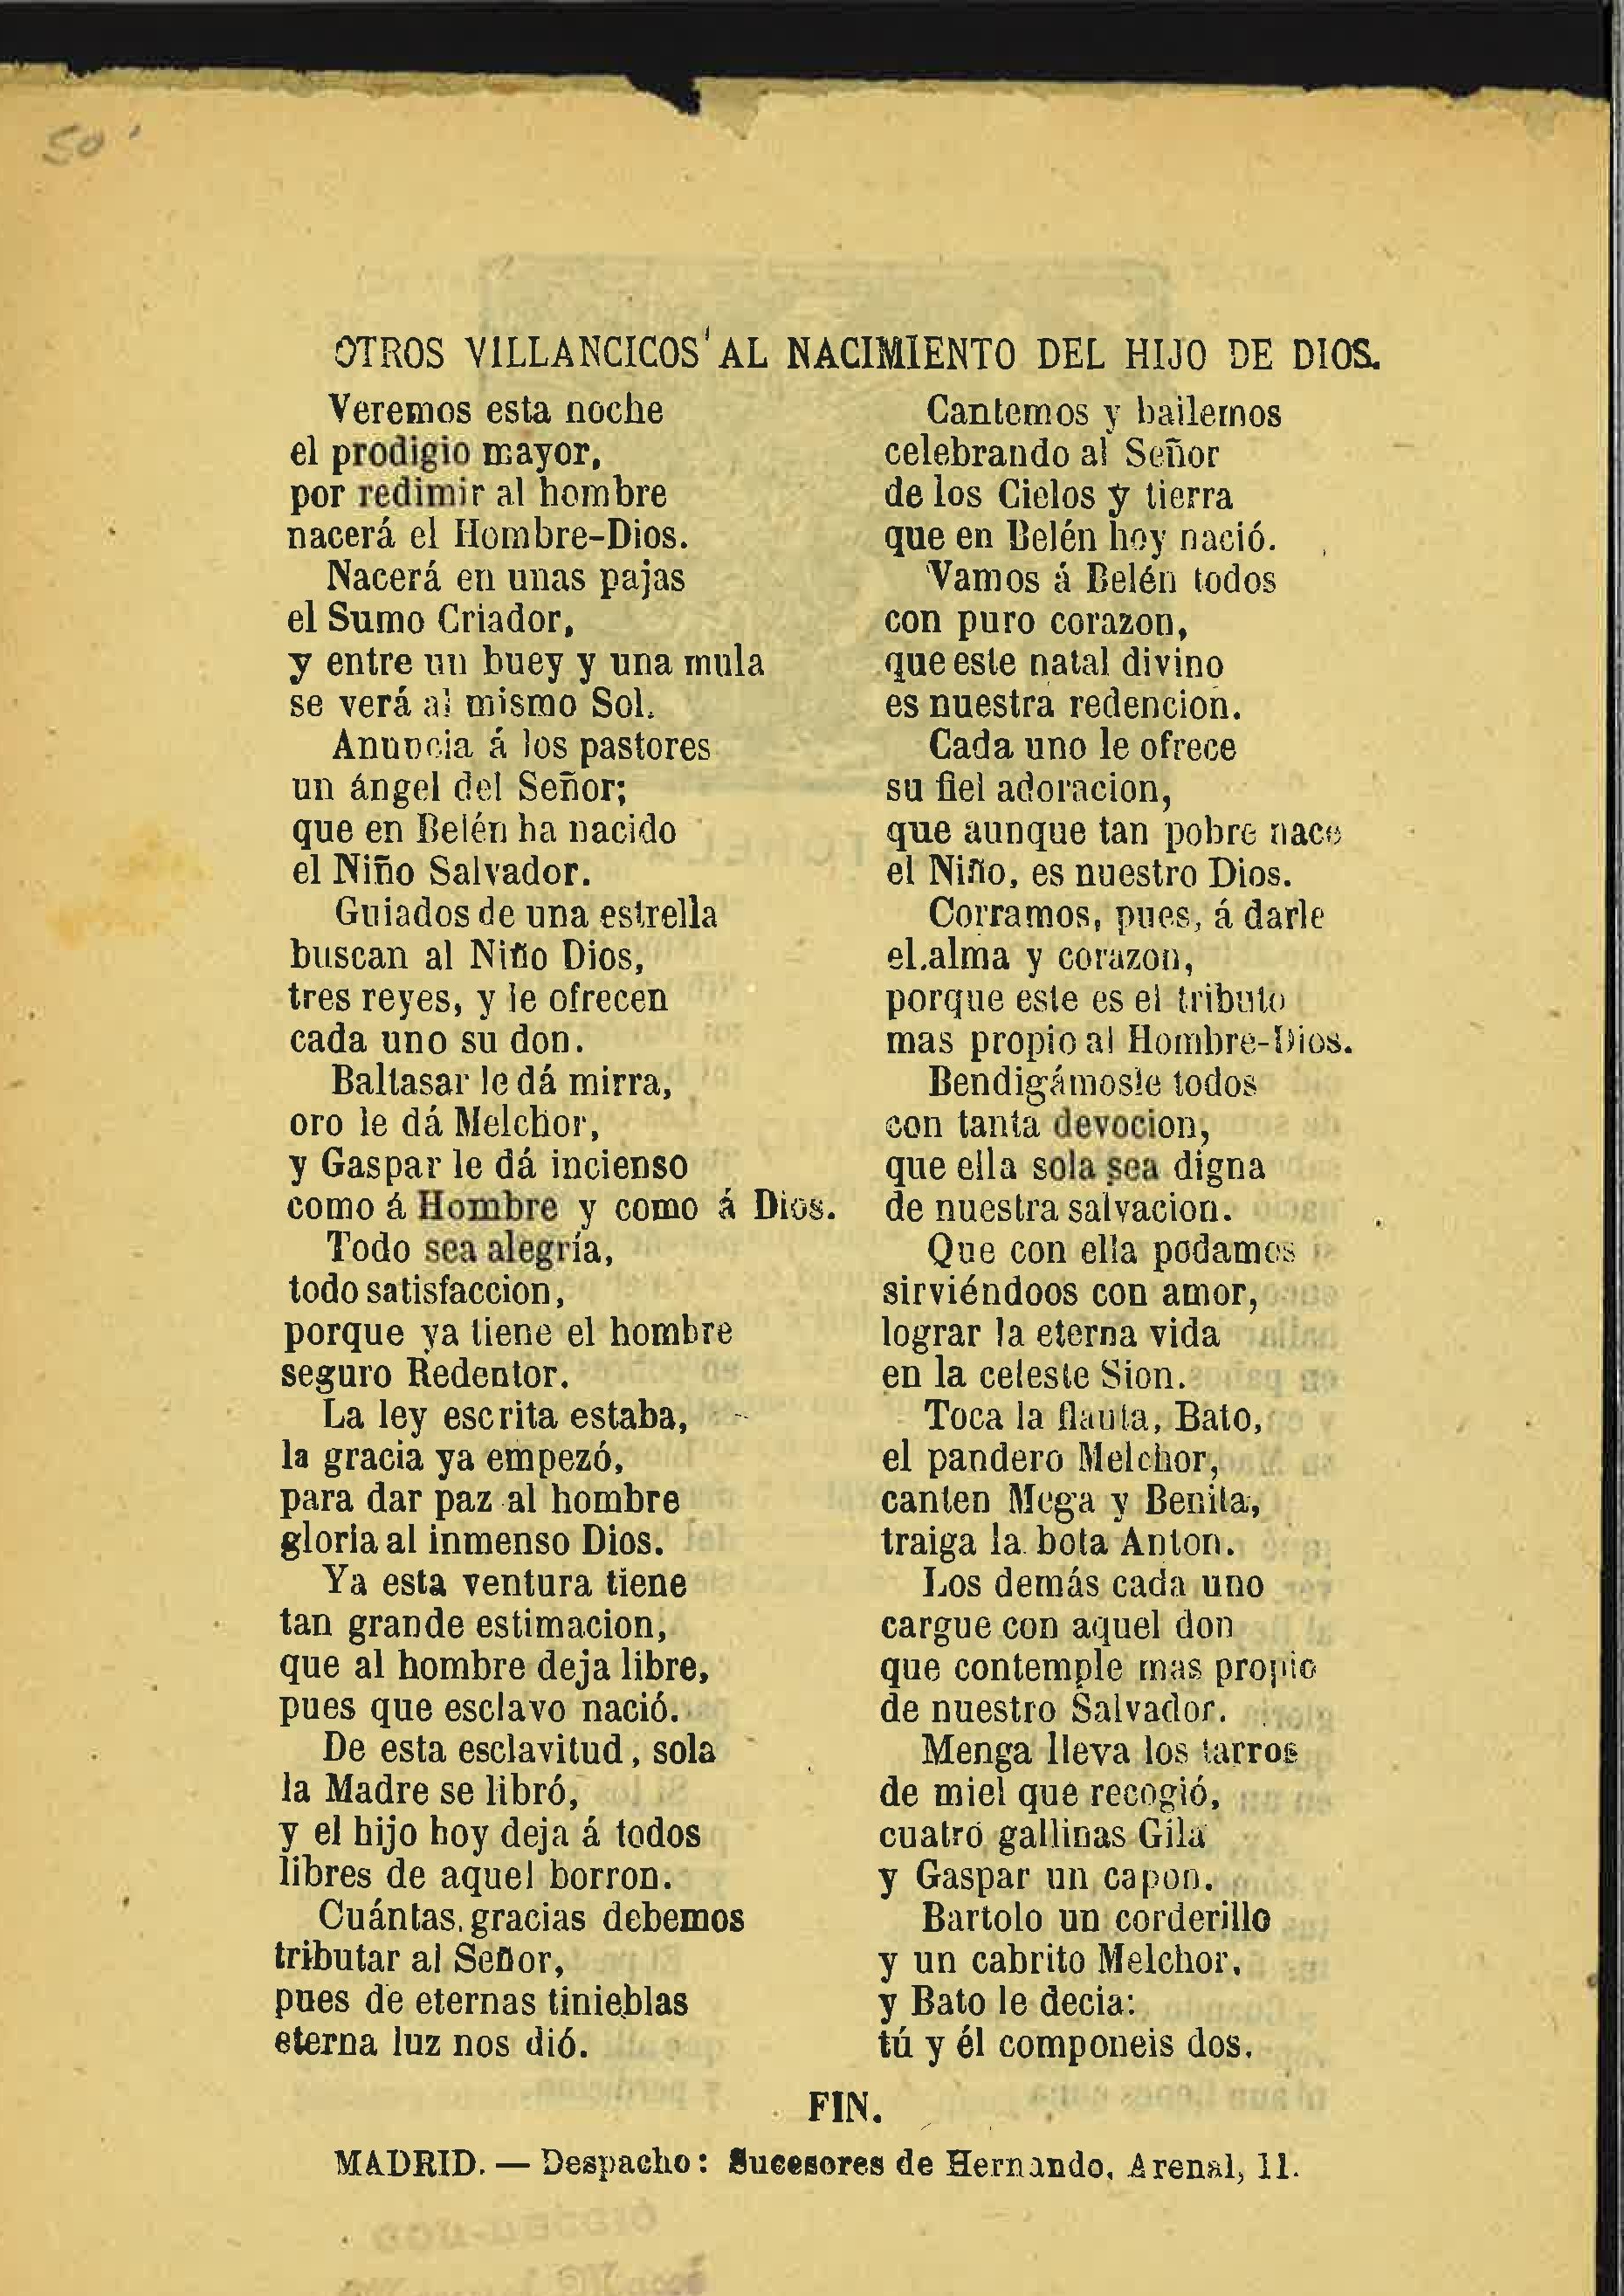 50
OTROS VILLANCICOS AL NACIMIENTO DEL HIJO DE DIOS.
Veremos esta noche
el prodigio mayor,
por redimir al hombre
nacerá el Hombre-Dios.
Nacerá en unas pajas
el Sumo Criador,
y entre un buey y una mula
se verá al mismo Sol.
Anuncia á los pastores
un ángel del Señor;
que en Belén ha nacido
el Niño Salvador.
Guiados de una estrella
buscan al Niño Dios,
tres reyes, y le ofrecen
cada uno su don.
Baltasar le dá mirra,
oro le dá Melchor,
y Gaspar le dá incienso
como á Hombre y como á Dios.
Todo sea alegría,
todo satisfaccion,
porque ya tiene el hombre
seguro Redentor.
La ley escrita estaba,
la gracia ya empezó,
para dar paz al hombre
gloria al inmenso Dios.
Ya esta ventura tiene
tan grande estimacion,
que al hombre deja libre,
pues que esclavo nació.
De esta esclavitud, sola
la Madre se libró,
y el hijo hoy deja á todos
libres de aquel borron.
Cuántas gracias debemos
tributar al Señor,
pues de eternas tinieblas
eterna luz nos dió.
Cantemos y bailemos
celebrando al Señor
de los Cielos y tierra
que en Belén hoy nació.
Vamos á Belén todos
con puro corazon,
que este natal divino
es nuestra redencion.
Cada uno le ofrece
su fiel adoracion,
que aunque tan pobre nace
el Niño, es nuestro Dios.
Corramos, pues, á darle
el alma y corazon,
porque este es el tributo
mas propio al Hombre-Dios.
Bendigámosle todos
con tanta devocion,
que ella sola sea digna
de nuestra salvacion.
Que con ella podamos
sirviéndoos con amor,
lograr la eterna vida
en la celeste Sion.
Toca la flauta, Bato,
el pandero Melchor,
canten Mega y Benita,
traiga la bota Anton.
Los demás cada uno
cargue con aquel don
que contemple mas propio
de nuestro Salvador.
Menga lleva los tarros
de miel que recogió,
cuatro gallinas Gila
y Gaspar un capon.
Bartolo un corderillo
y un cabrito Melchor,
y Bato le decia:
tú y él componeis dos.
FIN.
MADRID. — Despacho: Sucesores de Hernando, Arenal, 11.